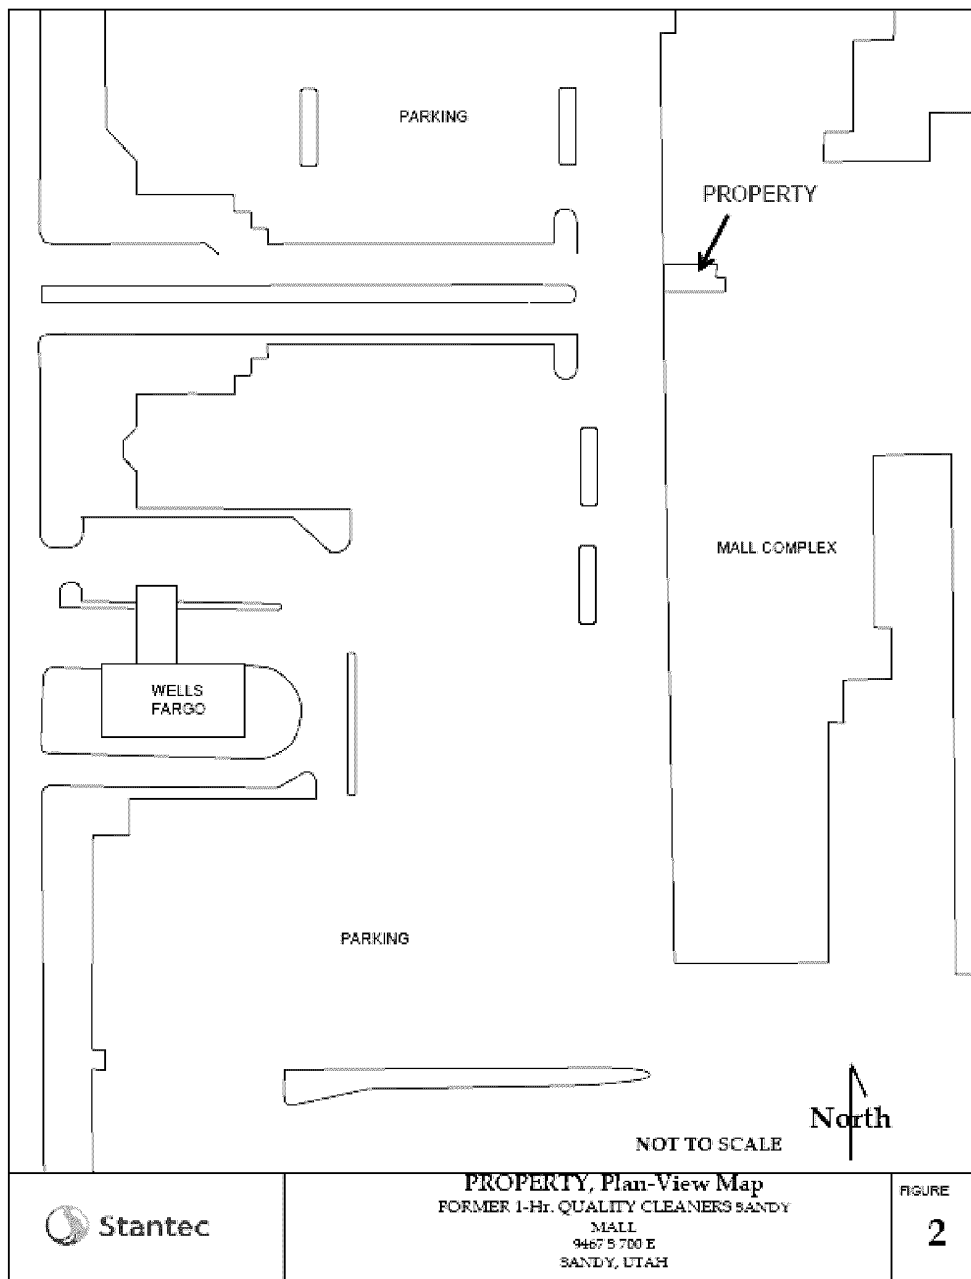 PARKING
PROPERTY
MALL COMPLEX
WELLS
FARGO
PARKING
North
NOT TO SCALE
Stantec
PROPERTY, Plan-View Map
FORMER 1-Hr. QUALITY CLEANERS SANDY
MALL
9467 S 700 E
SANDY, UTAH
FIGURE
2